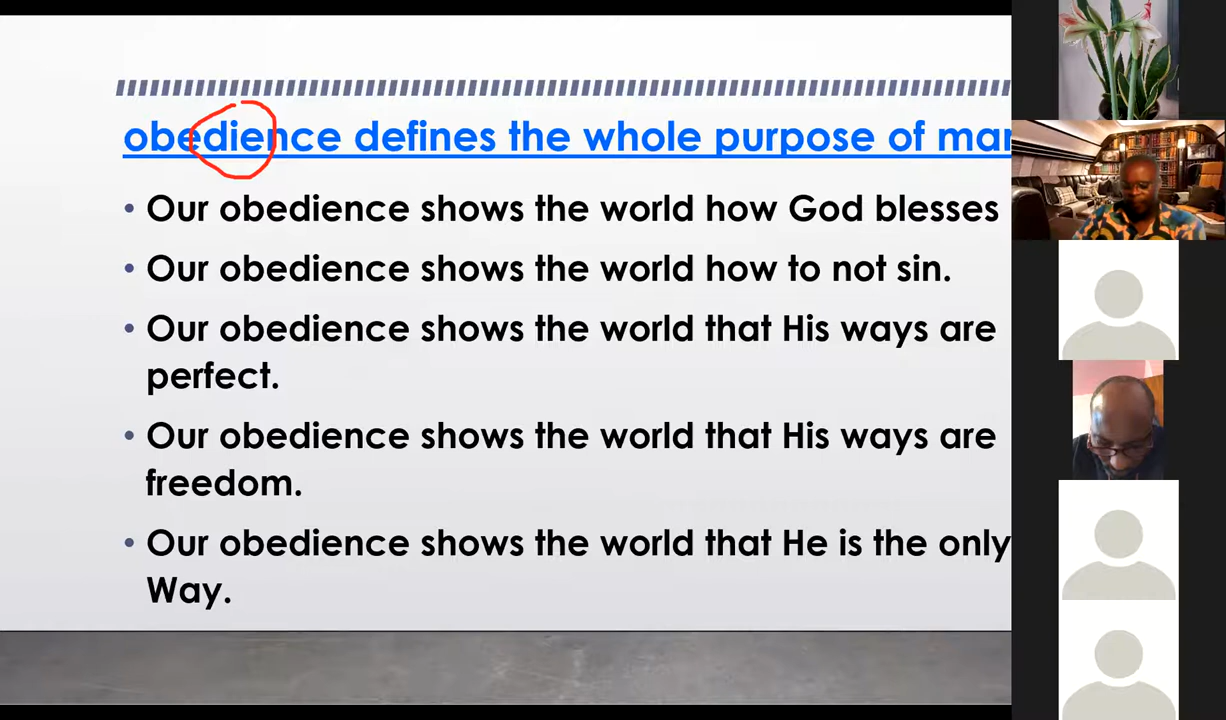 obedience defines the whole purpose of
• Our obedience shows the world how God blesses
• Our obedience shows the world how to not sin.
• Our obedience shows the world that His ways are
perfect.
• Our obedience shows the world that His ways are
freedom.
• Our obedience shows the world that He is the only
Way.